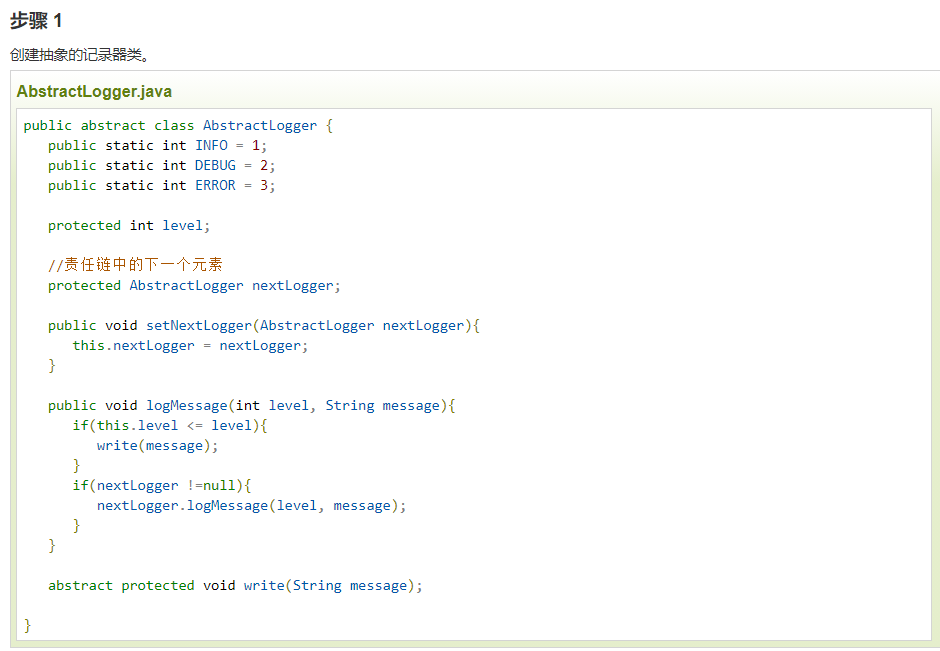 步骤 1
创建抽象的记录器类。
AbstractLogger.java
public abstract class AbstractLogger {
   public static int INFO = 1;
   public static int DEBUG = 2;
   public static int ERROR = 3;

   protected int level;

   //责任链中的下一个元素
   protected AbstractLogger nextLogger;

   public void setNextLogger(AbstractLogger nextLogger){
      this.nextLogger = nextLogger;
   }

   public void logMessage(int level, String message){
      if(this.level <= level){
         write(message);
      }
      if(nextLogger !=null){
         nextLogger.logMessage(level, message);
      }
   }

   abstract protected void write(String message);

}